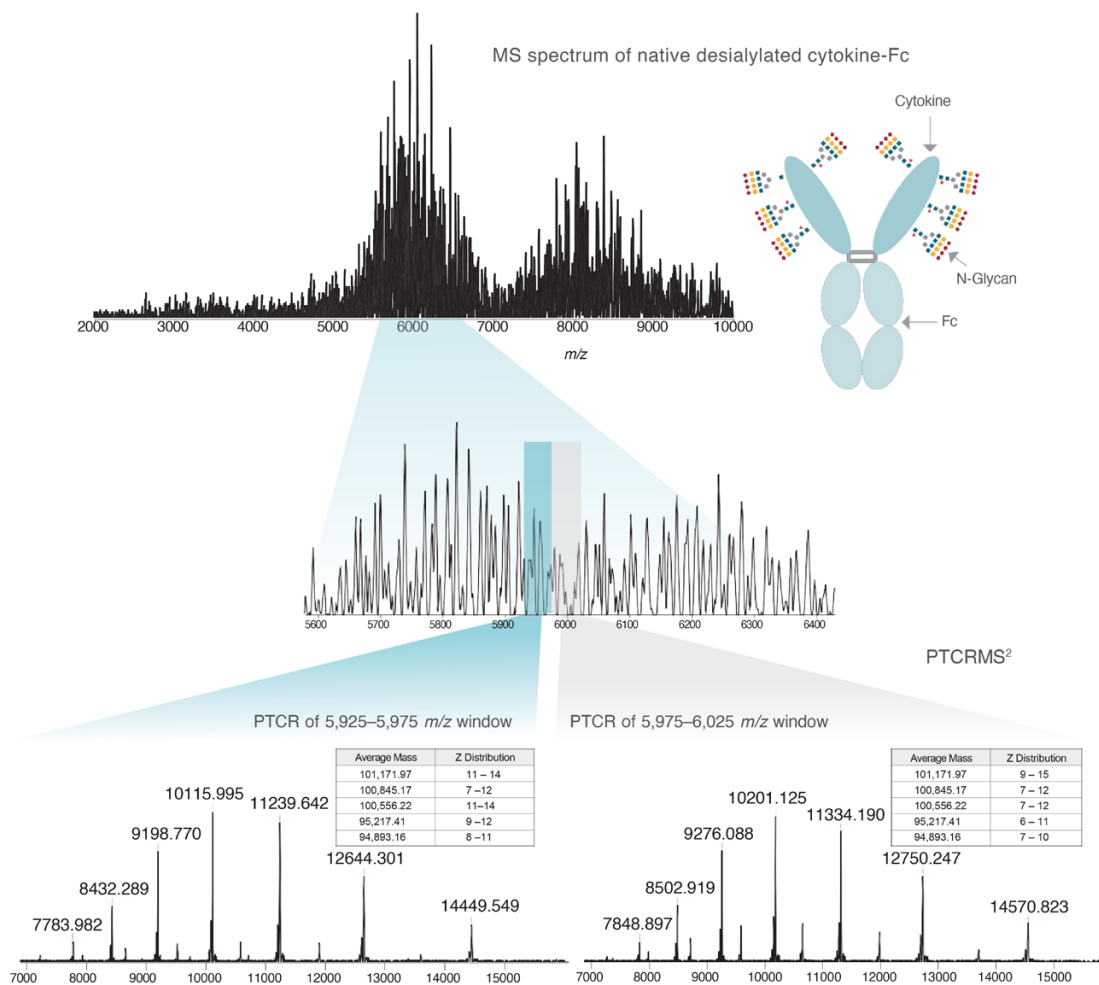 MS spectrum of native desialylated cytokine-Fc
Cytokine
N-Glycan
Fc
2000 3000 4000 5000 6000 7000 8000 9000 10000
m/z
5600 5700 5800 5900 6000 6100 6200 6300 6400
PTCRMS²
PTCR of 5,925–5,975 m/z window
Average Mass Z Distribution
101,171.97 11 – 14
100,845.17 7 –12
100,556.22 11–14
95,217.41 9 –12
94,893.16 8 –11
7783.982
8432.289
9198.770
10115.995
11239.642
12644.301
14449.549
7000 8000 9000 10000 11000 12000 13000 14000 15000
PTCR of 5,975–6,025 m/z window
Average Mass Z Distribution
101,171.97 9 – 15
100,845.17 7 – 12
100,556.22 7 – 12
95,217.41 6 – 11
94,893.16 7 – 10
7848.897
8502.919
9276.088
10201.125
11334.190
12750.247
14570.823
7000 8000 9000 10000 11000 12000 13000 14000 15000